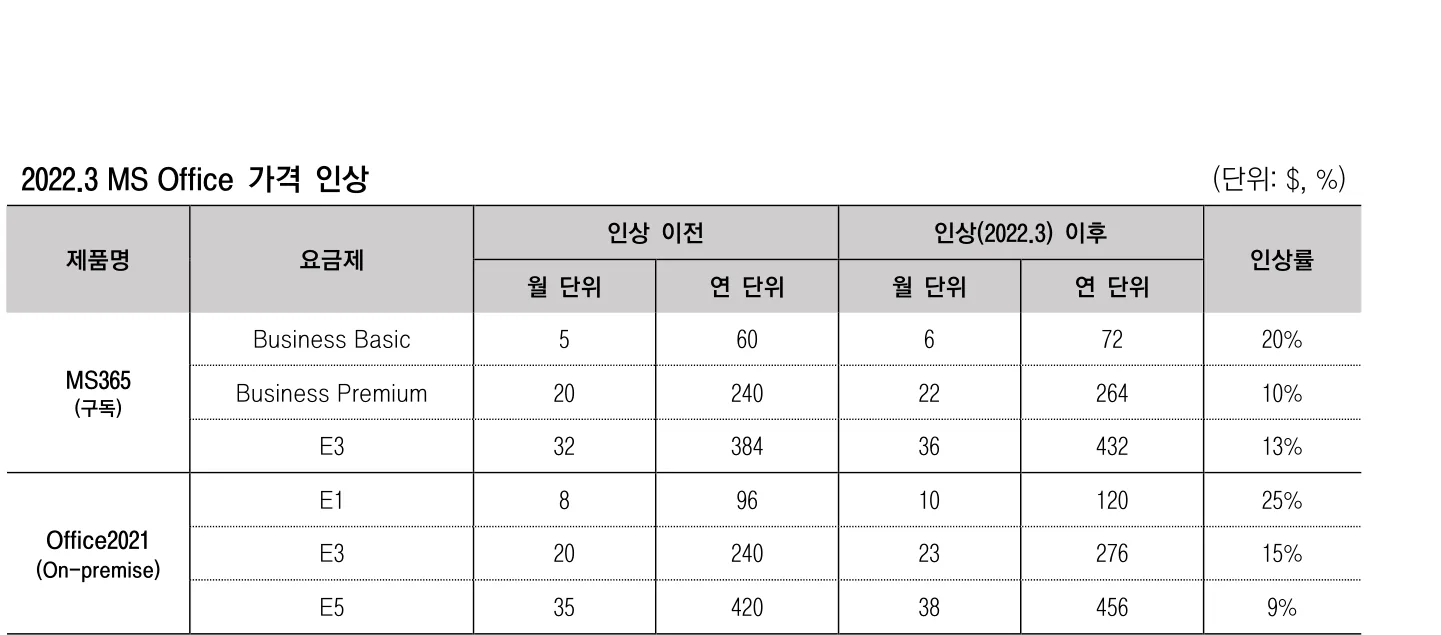 2022.3 MS Office 가격 인상 (단위: $, %)
제품명 요금제 인상 이전 인상(2022.3) 이후 인상률
월 단위 연 단위 월 단위 연 단위
MS365
(구독)
Business Basic 5 60 6 72 20%
Business Premium 20 240 22 264 10%
E3 32 384 36 432 13%
Office2021
(On-premise)
E1 8 96 10 120 25%
E3 20 240 23 276 15%
E5 35 420 38 456 9%